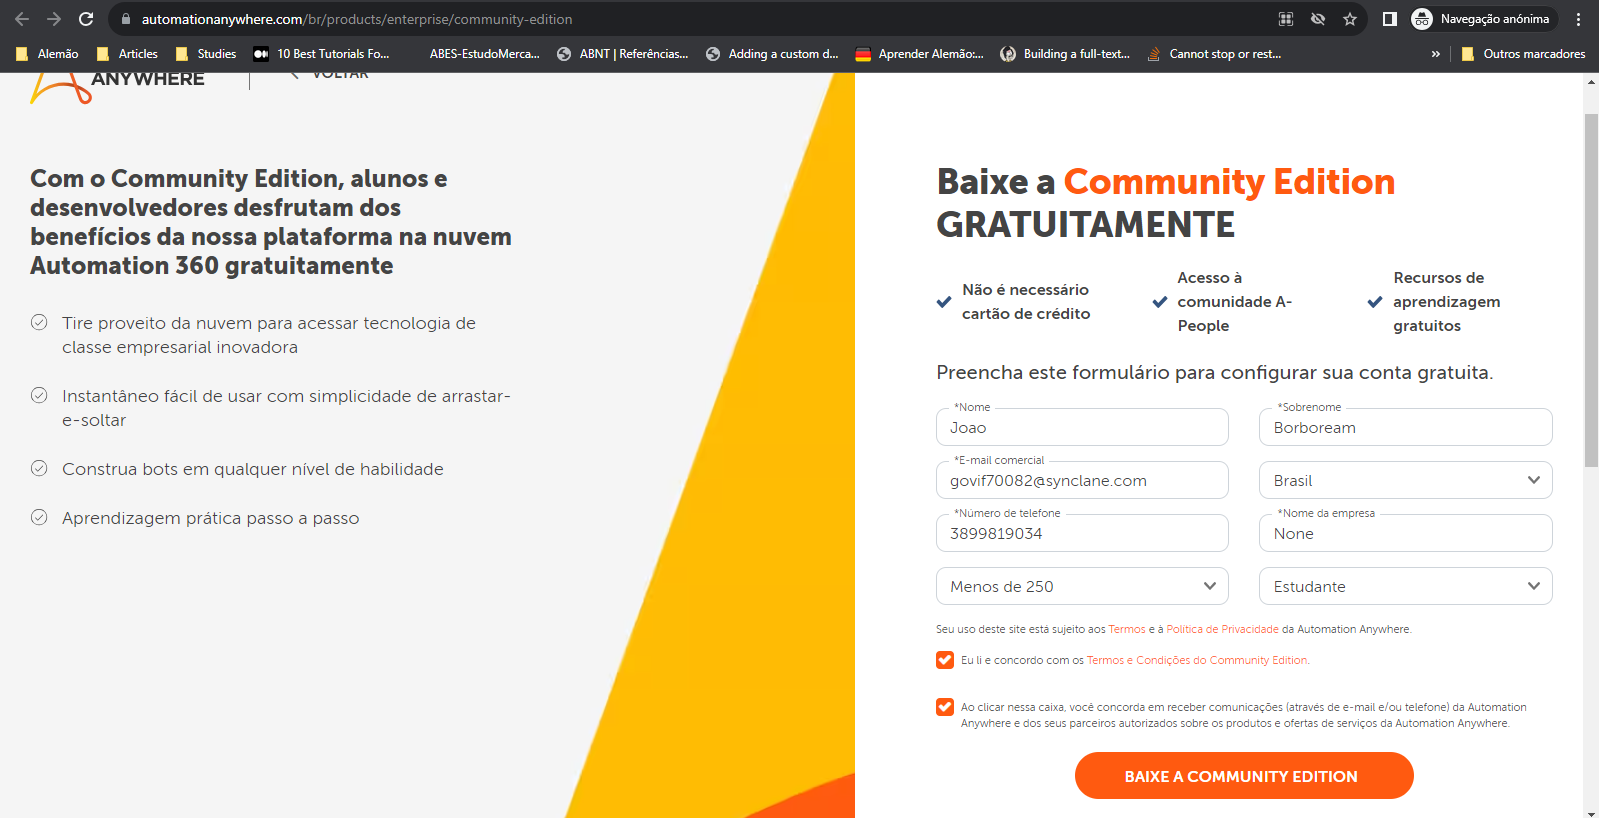 automationanywhere.com/br/products/enterprise/community-edition
Navegação anónima
Alemão
Articles
Studies
10 Best Tutorials Fo...
ABES-EstudoMerca...
ABNT | Referências...
Adding a custom d...
Aprender Alemão:...
Building a full-text...
Cannot stop or rest...
»
Outros marcadores
ANYWHERE
VOLTAR
Com o Community Edition, alunos e
desenvolvedores desfrutam dos
benefícios da nossa plataforma na nuvem
Automation 360 gratuitamente
Tire proveito da nuvem para acessar tecnologia de
classe empresarial inovadora
Instantâneo fácil de usar com simplicidade de arrastar-
e-soltar
Construa bots em qualquer nível de habilidade
Aprendizagem prática passo a passo
Baixe a Community Edition
GRATUITAMENTE
Não é necessário
cartão de crédito
Acesso à
comunidade A-
People
Recursos de
aprendizagem
gratuitos
Preencha este formulário para configurar sua conta gratuita.
*Nome
Joao
*Sobrenome
Borboream
*E-mail comercial
govif70082@synclane.com
Brasil
*Número de telefone
3899819034
*Nome da empresa
None
Menos de 250
Estudante
Seu uso deste site está sujeito aos Termos e à Política de Privacidade da Automation Anywhere.
Eu li e concordo com os Termos e Condições do Community Edition.
Ao clicar nessa caixa, você concorda em receber comunicações (através de e-mail e/ou telefone) da Automation
Anywhere e dos seus parceiros autorizados sobre os produtos e ofertas de serviços da Automation Anywhere.
BAIXE A COMMUNITY EDITION